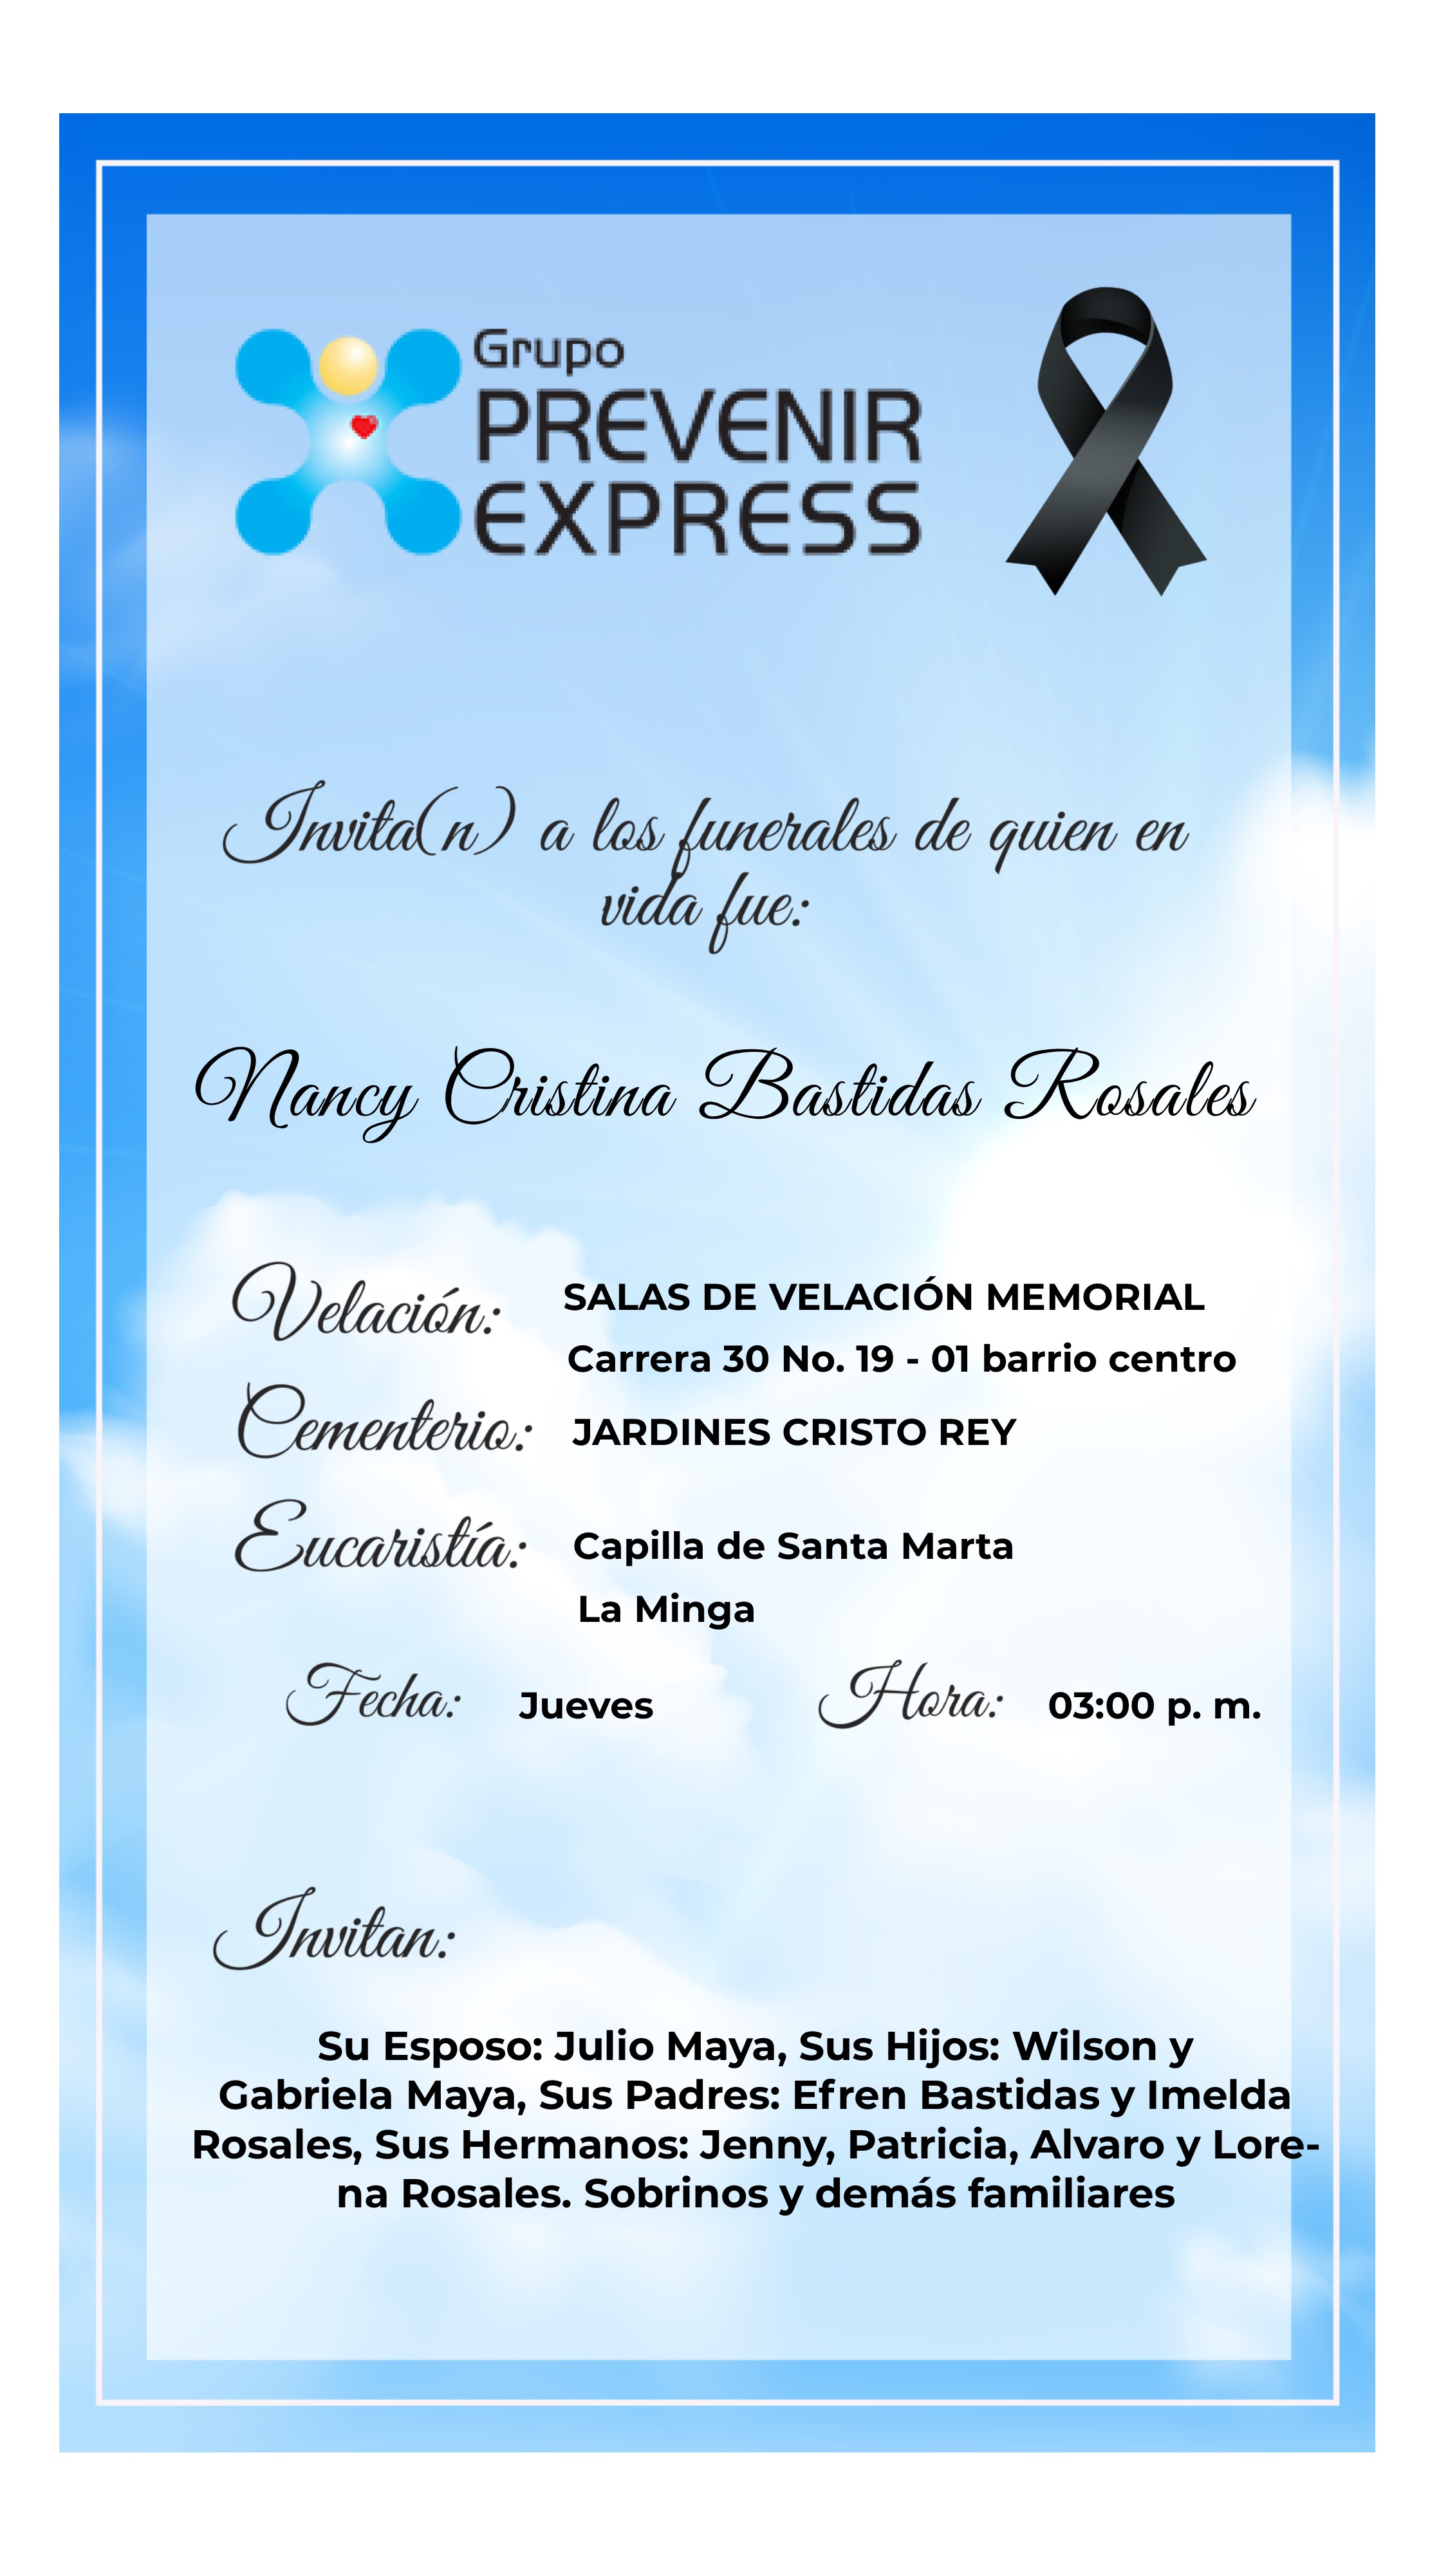 Grupo
PREVENIR
EXPRESS
Invita(n) a los funerales de quien en
vida fue:
Nancy Cristina Bastidas Rosales
Velación: SALAS DE VELACIÓN MEMORIAL
Carrera 30 No. 19 - 01 barrio centro
Cementerio: JARDINES CRISTO REY
Eucaristía: Capilla de Santa Marta
La Minga
Fecha: Jueves Hora: 03:00 p. m.
Invitan:
Su Esposo: Julio Maya, Sus Hijos: Wilson y
Gabriela Maya, Sus Padres: Efren Bastidas y Imelda
Rosales, Sus Hermanos: Jenny, Patricia, Alvaro y Lore-
na Rosales. Sobrinos y demás familiares